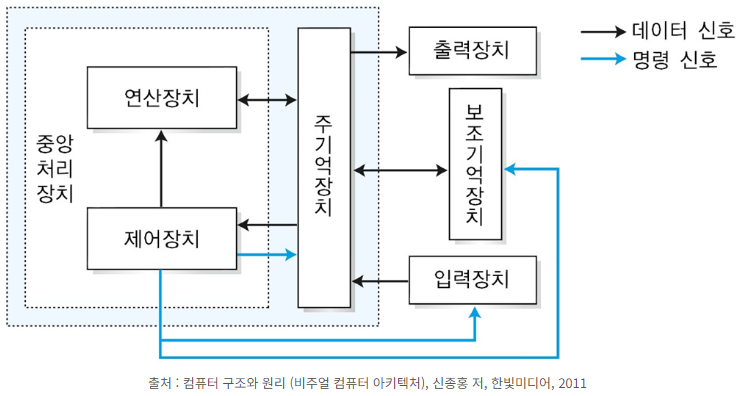 데이터 신호
명령 신호
중앙
처리
장치
연산장치
제어장치
주기억장치
출력장치
보조기억장치
입력장치
출처 : 컴퓨터 구조와 원리 (비주얼 컴퓨터 아키텍처), 신종홍 저, 한빛미디어, 2011